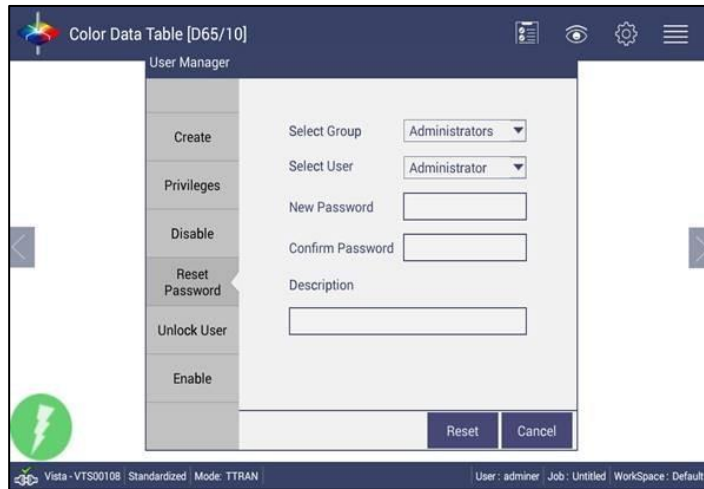 Color Data Table [D65/10]
User Manager
Create
Privileges
Disable
Reset
Password
Unlock User
Enable
Select Group Administrators
Select User Administrator
New Password
Confirm Password
Description
Reset Cancel
Vista - VTS00108 Standardized Mode: TTRAN User : adminer Job : Untitled WorkSpace : Default